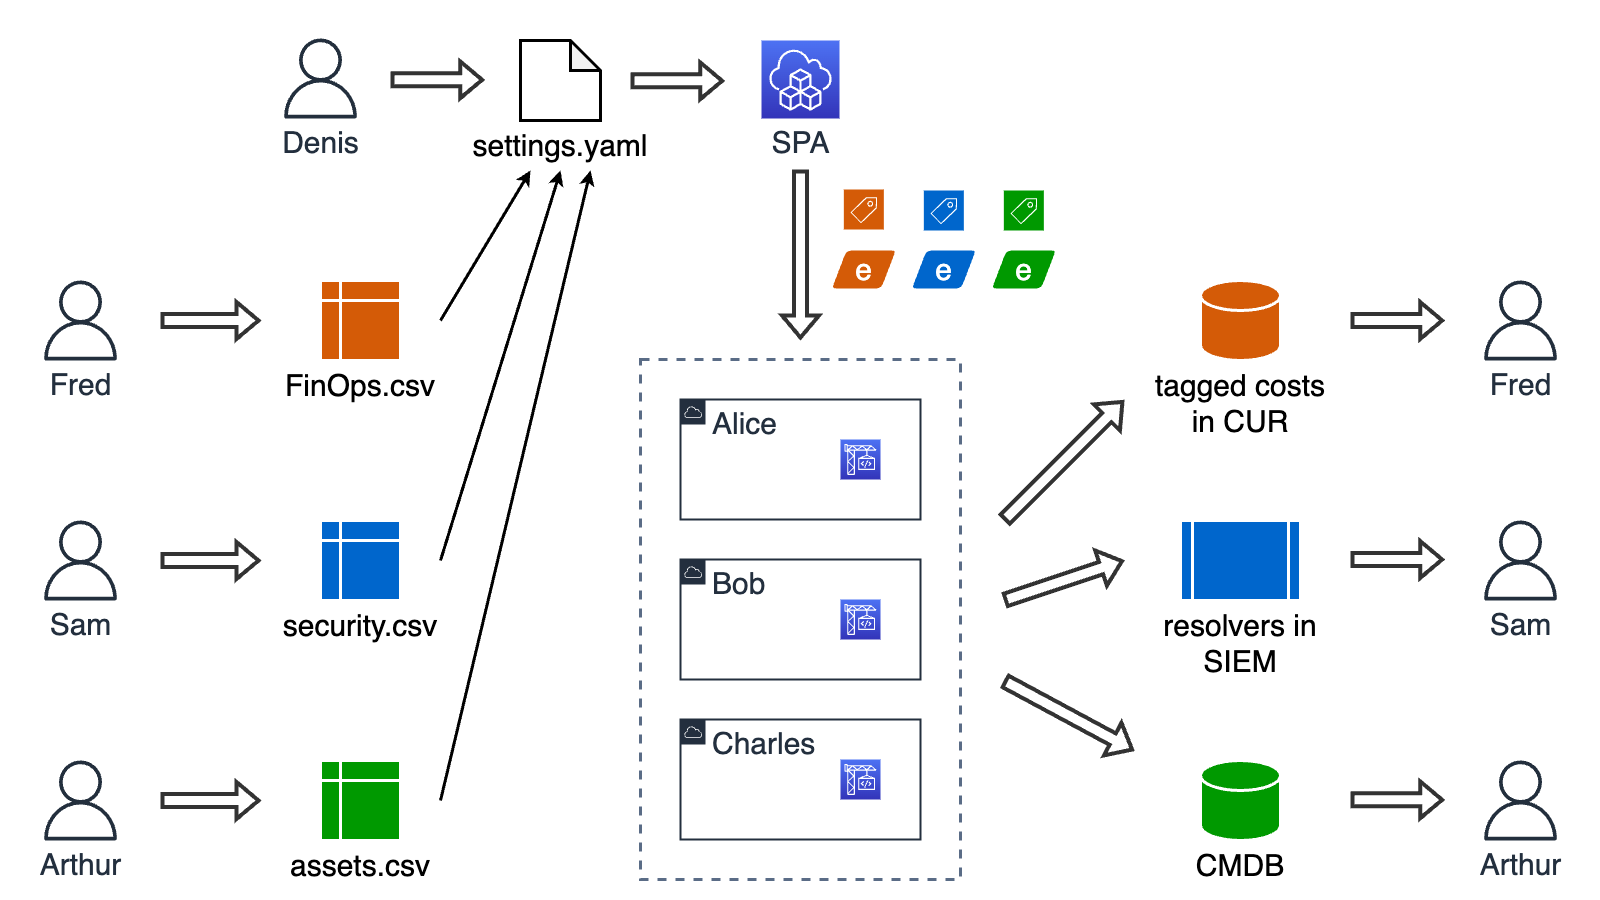 Denis
settings.yaml
SPA
e
e
e
Fred
FinOps.csv
Alice
tagged costs
in CUR
Fred
Sam
security.csv
Bob
resolvers in
SIEM
Sam
Arthur
assets.csv
Charles
CMDB
Arthur